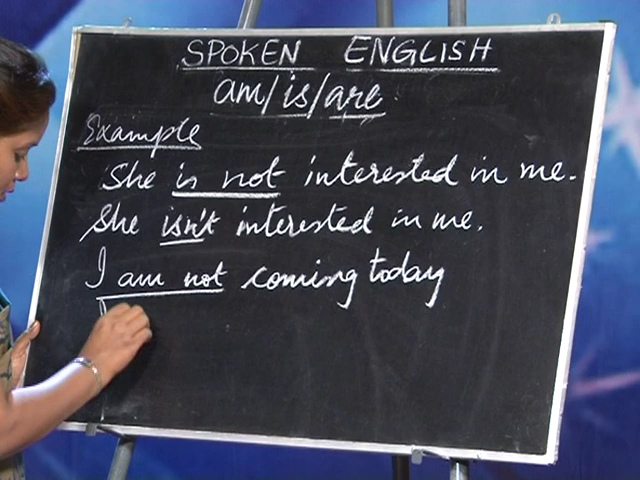 SPOKEN ENGLISH
am/is/are
Example
She is not interested in me.
She isn't interested in me.
I am not coming today